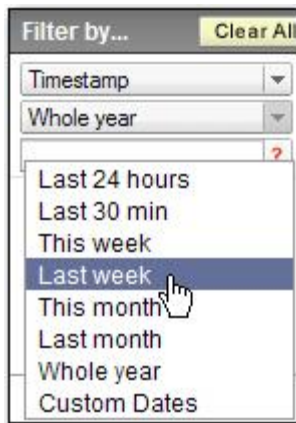 Filter by... Clear All
Timestamp
Whole year
?
Last 24 hours
Last 30 min
This week
Last week
This month
Last month
Whole year
Custom Dates